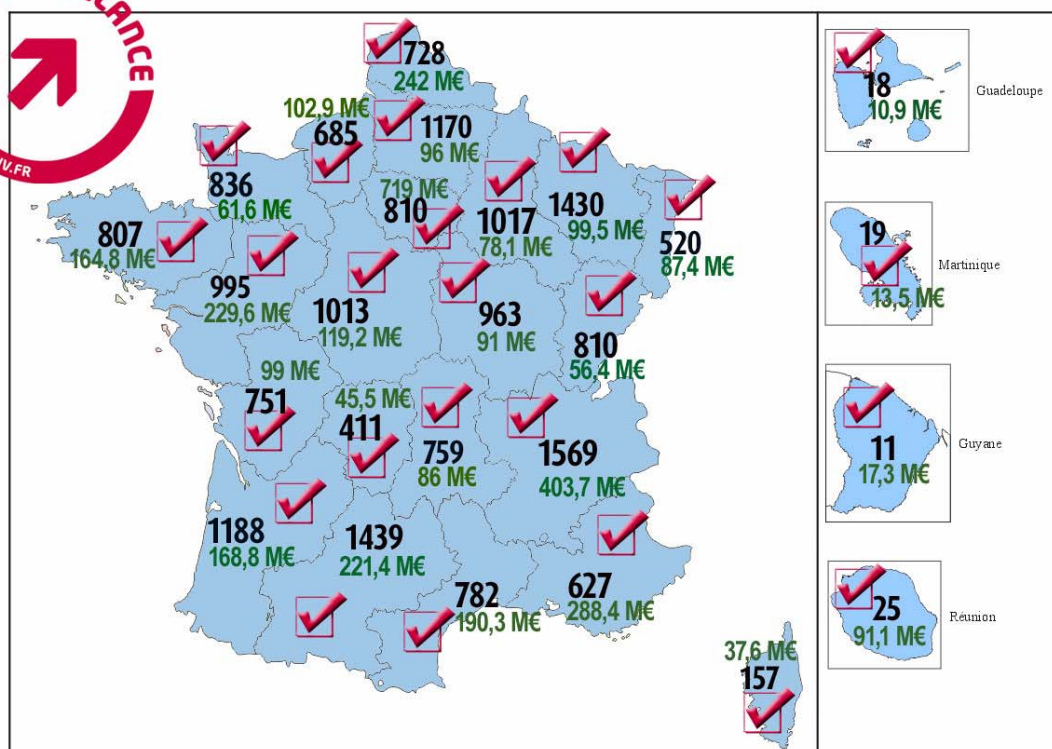 LANCE
V.FR
728
242 M€
102,9 M€
685
1170
96 M€
836
61,6 M€
719 M€
810
1017
78,1 M€
1430
99,5 M€
520
87,4 M€
807
164,8 M€
995
229,6 M€
1013
119,2 M€
963
91 M€
810
56,4 M€
99 M€
751
45,5 M€
411
759
86 M€
1569
403,7 M€
1188
168,8 M€
1439
221,4 M€
782
190,3 M€
627
288,4 M€
37,6 M€
157
18
10,9 M€
Guadeloupe
19
13,5 M€
Martinique
11
17,3 M€
Guyane
25
91,1 M€
Réunion